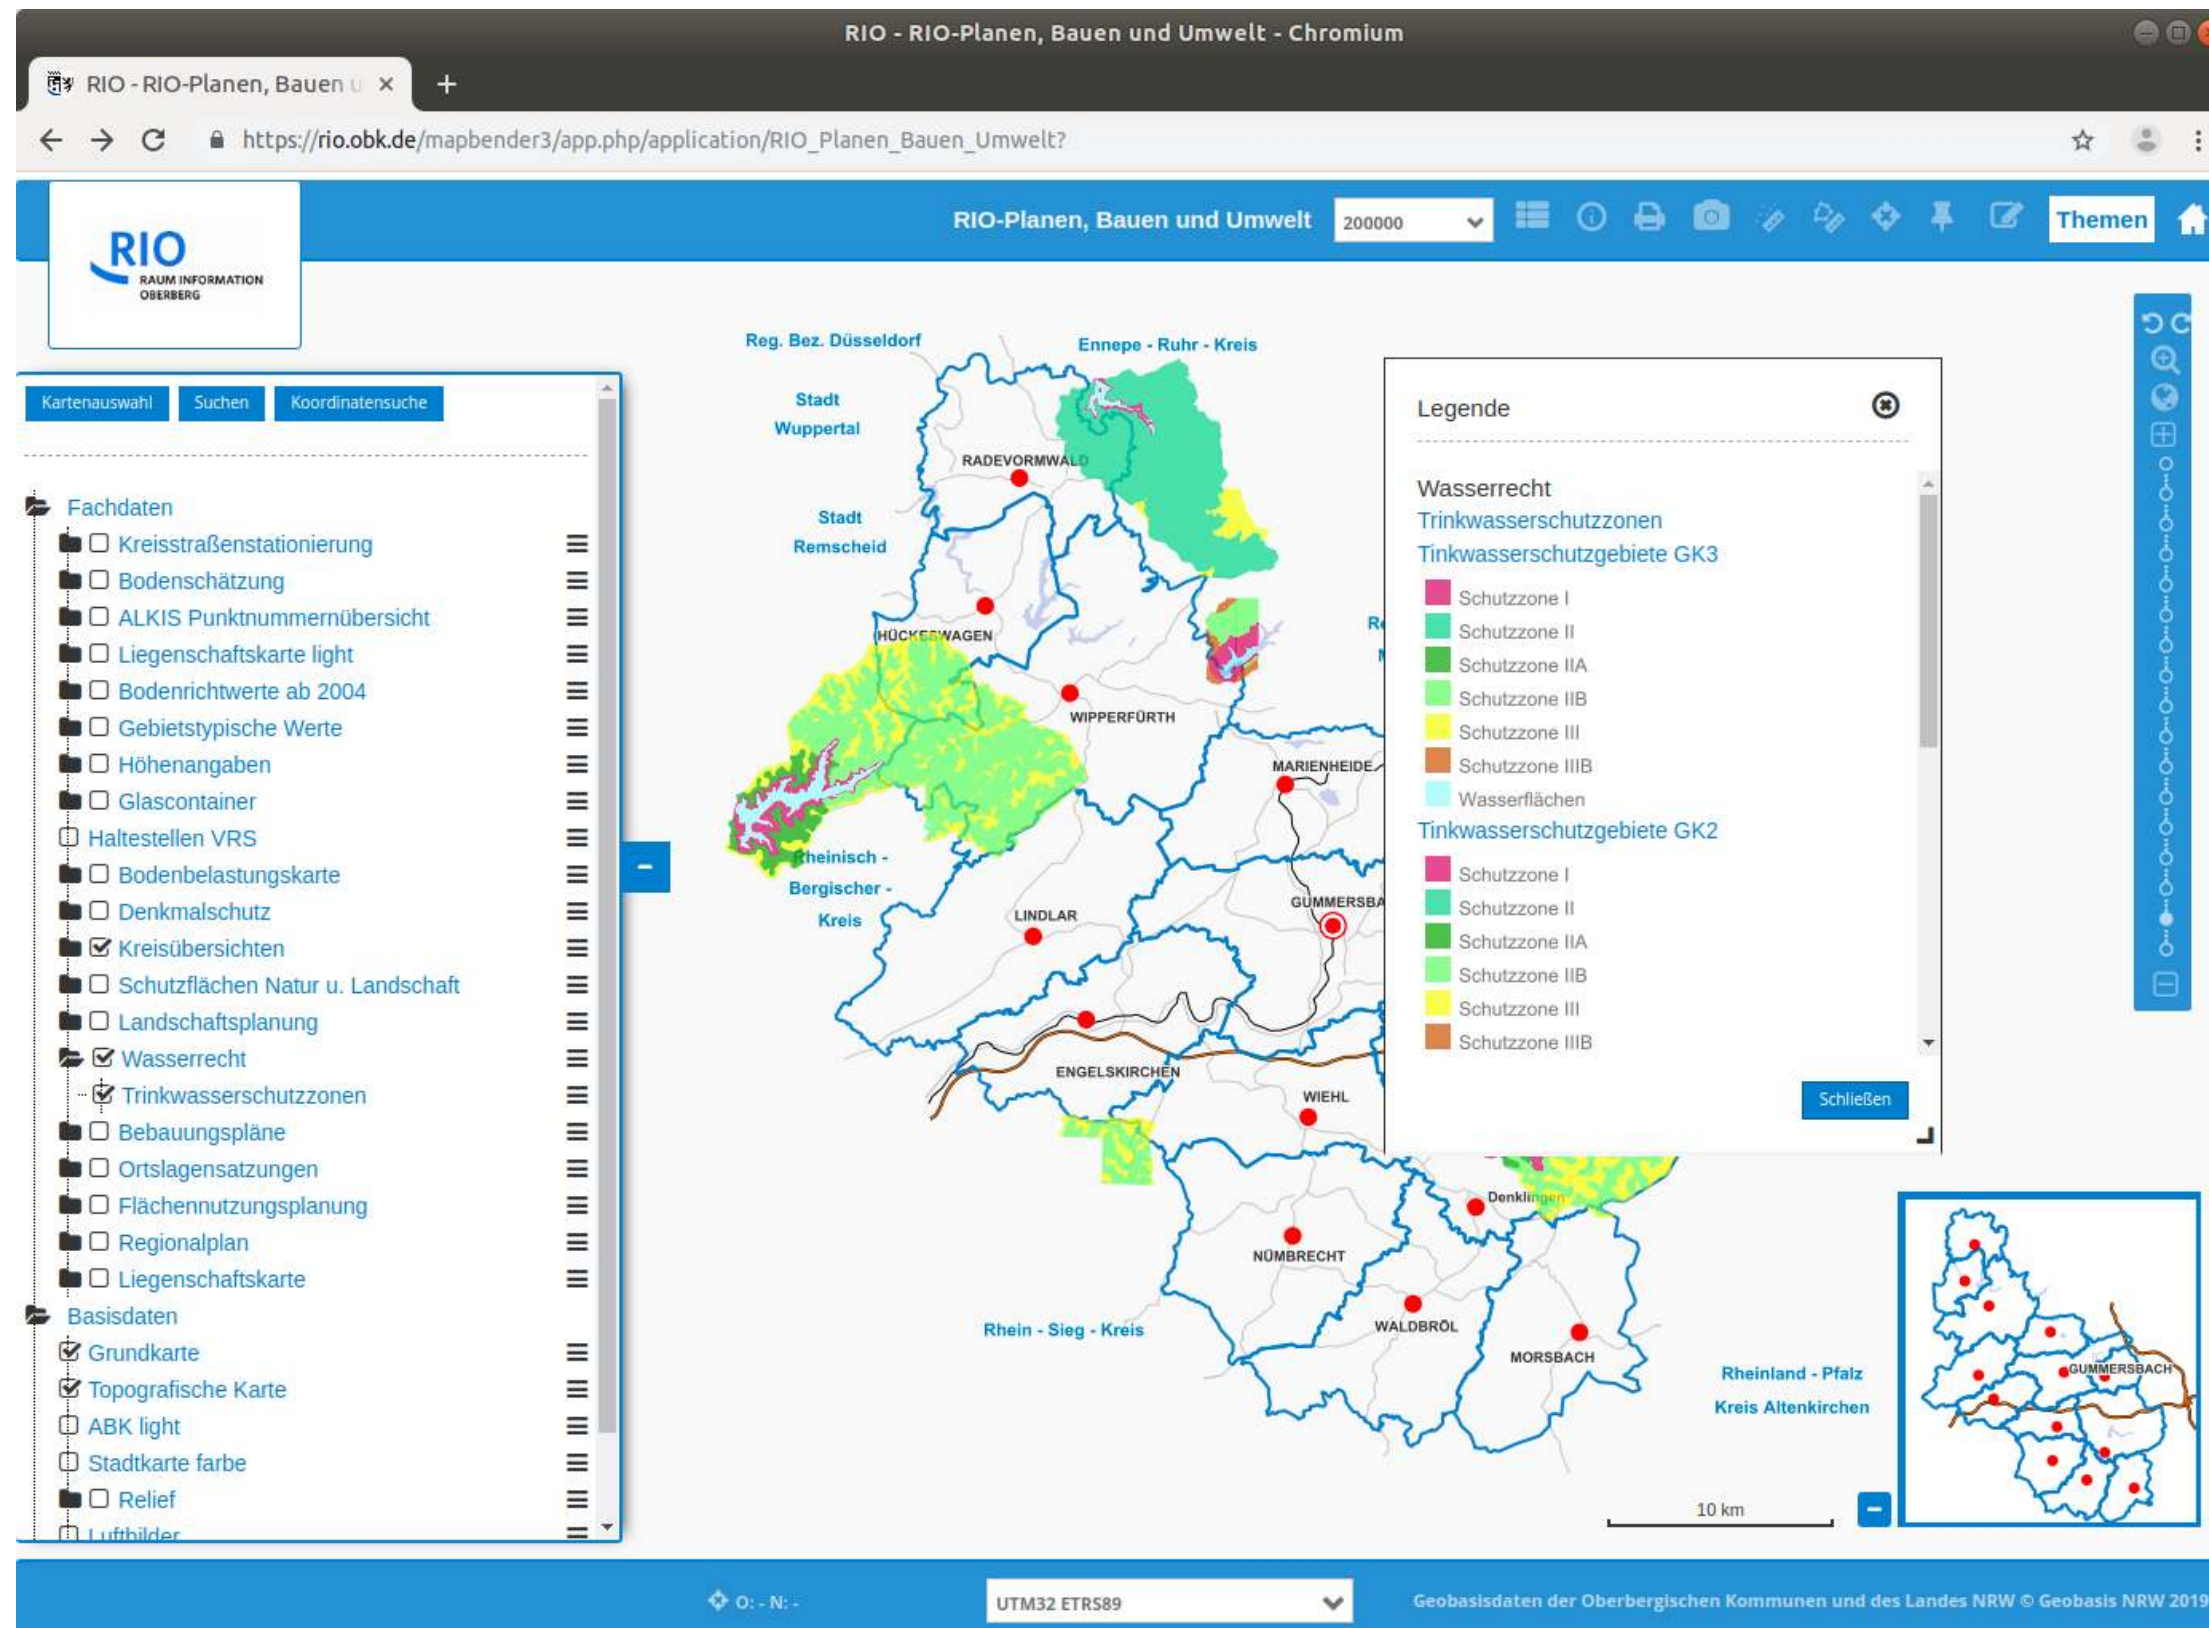 RIO - RIO-Planen, Bauen und Umwelt - Chromium
RIO - RIO-Planen, Bauen u
https://rio.obk.de/mapbender3/app.php/application/RIO_Planen_Bauen_Umwelt?
RIO
RAUM INFORMATION
OBERBERG
RIO-Planen, Bauen und Umwelt
200000
Themen
Kartenauswahl
Suchen
Koordinatensuche
Fachdaten
Kreisstraßenstationierung
Bodenschätzung
ALKIS Punktnummernübersicht
Liegenschaftskarte light
Bodenrichtwerte ab 2004
Gebietstypische Werte
Höhenangaben
Glascontainer
Haltestellen VRS
Bodenbelastungskarte
Denkmalschutz
Kreisübersichten
Schutzflächen Natur u. Landschaft
Landschaftsplanung
Wasserrecht
Trinkwasserschutzzonen
Bebauungspläne
Ortslagensatzungen
Flächennutzungsplanung
Regionalplan
Liegenschaftskarte
Basisdaten
Grundkarte
Topografische Karte
ABK light
Stadtkarte farbe
Relief
Luftbilder
Reg. Bez. Düsseldorf
Ennepe - Ruhr - Kreis
Stadt
Wuppertal
RADEVORMWALD
Stadt
Remscheid
HÜCKESWAGEN
WIPPERFÜRTH
MARIENHEIDE
Rheinisch -
Bergischer -
Kreis
LINDLAR
GUMMERSBA
ENGELSKIRCHEN
WIEHL
Denklingen
NÜMBRECHT
WALDBRÖL
MORSBACH
Rhein - Sieg - Kreis
Rheinland - Pfalz
Kreis Altenkirchen
Legende
Wasserrecht
Trinkwasserschutzzonen
Tinkwasserschutzgebiete GK3
Schutzzone I
Schutzzone II
Schutzzone IIA
Schutzzone IIB
Schutzzone III
Schutzzone IIIB
Wasserflächen
Tinkwasserschutzgebiete GK2
Schutzzone I
Schutzzone II
Schutzzone IIA
Schutzzone IIB
Schutzzone III
Schutzzone IIIB
Schließen
GUMMERSBACH
10 km
O: - N: -
UTM32 ETRS89
Geobasisdaten der Oberbergischen Kommunen und des Landes NRW © Geobasis NRW 2019